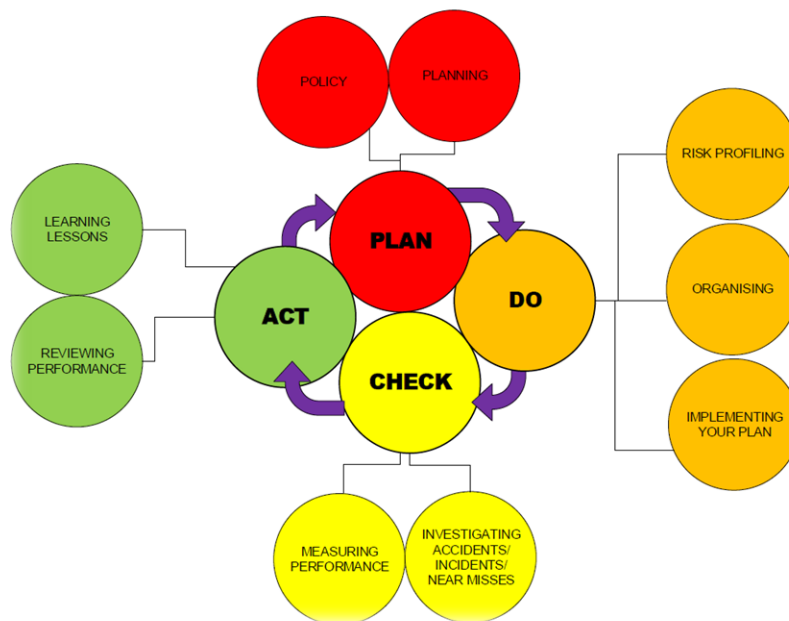 POLICY
PLANNING
PLAN
RISK PROFILING
LEARNING
LESSONS
ORGANISING
DO
ACT
REVIEWING
PERFORMANCE
CHECK
IMPLEMENTING
YOUR PLAN
MEASURING
PERFORMANCE
INVESTIGATING
ACCIDENTS/
INCIDENTS/
NEAR MISSES